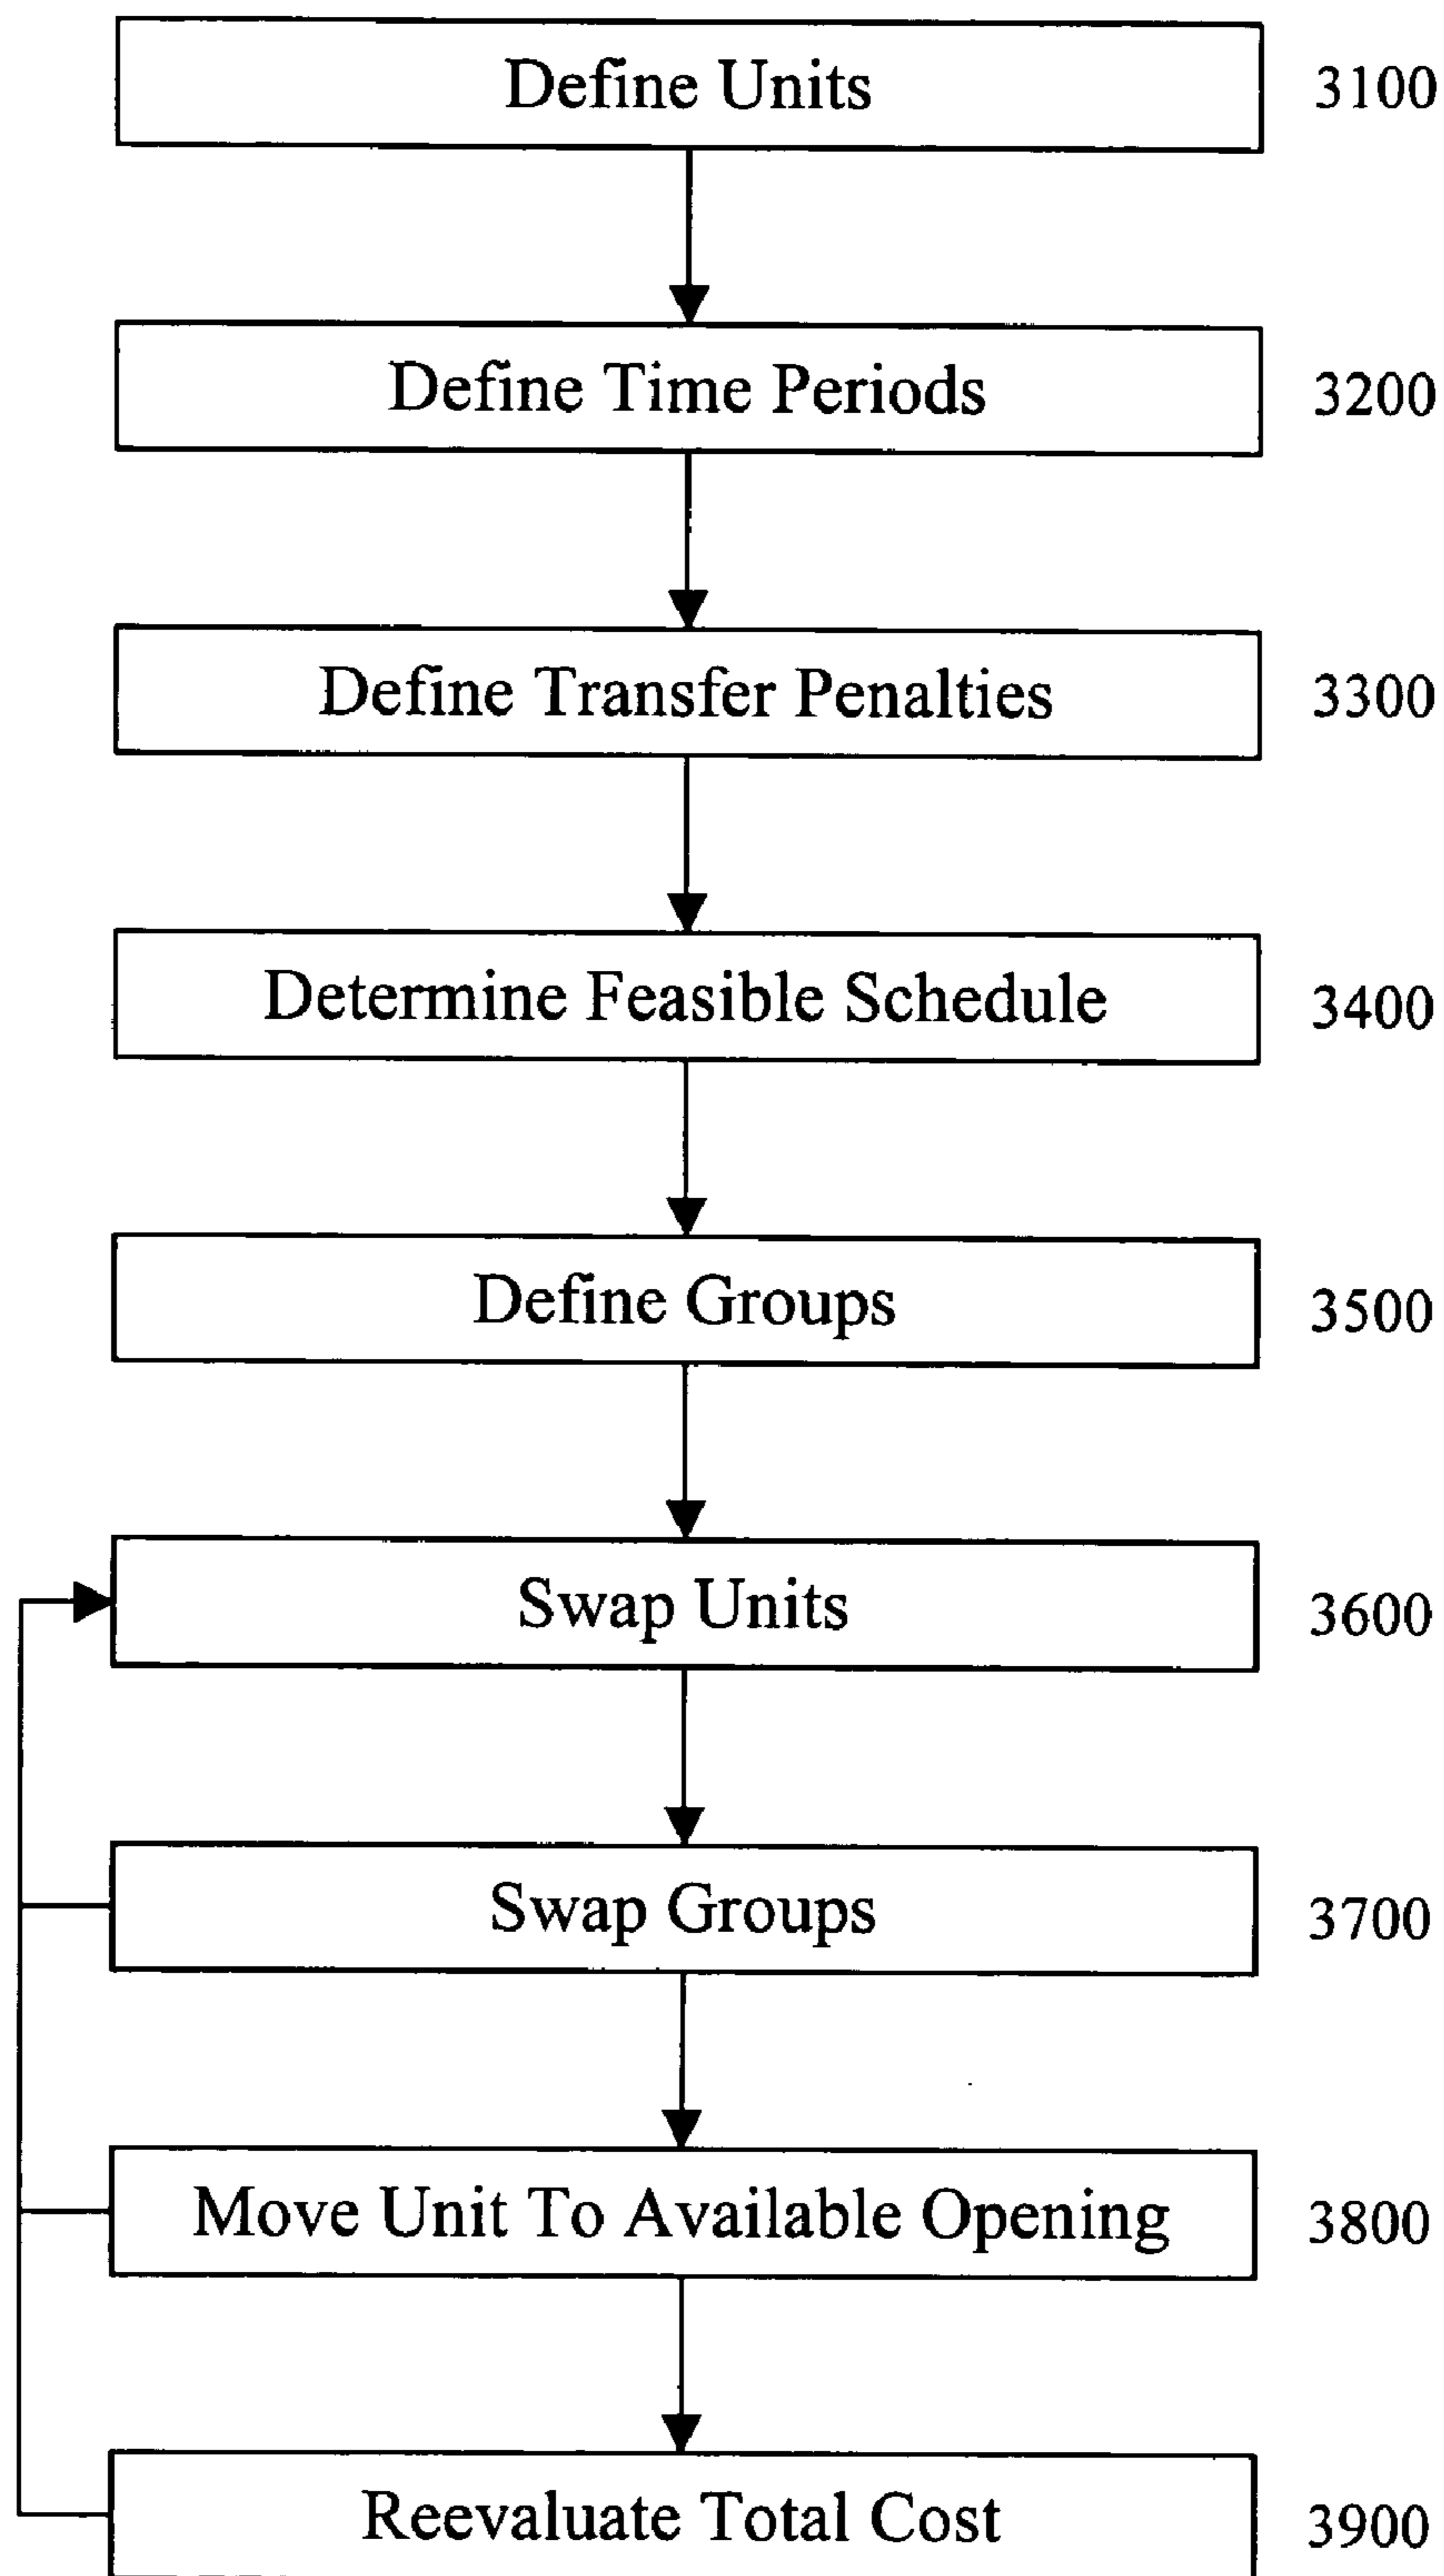 Define Units 3100
Define Time Periods 3200
Define Transfer Penalties 3300
Determine Feasible Schedule 3400
Define Groups 3500
Swap Units 3600
Swap Groups 3700
Move Unit To Available Opening 3800
Reevaluate Total Cost 3900